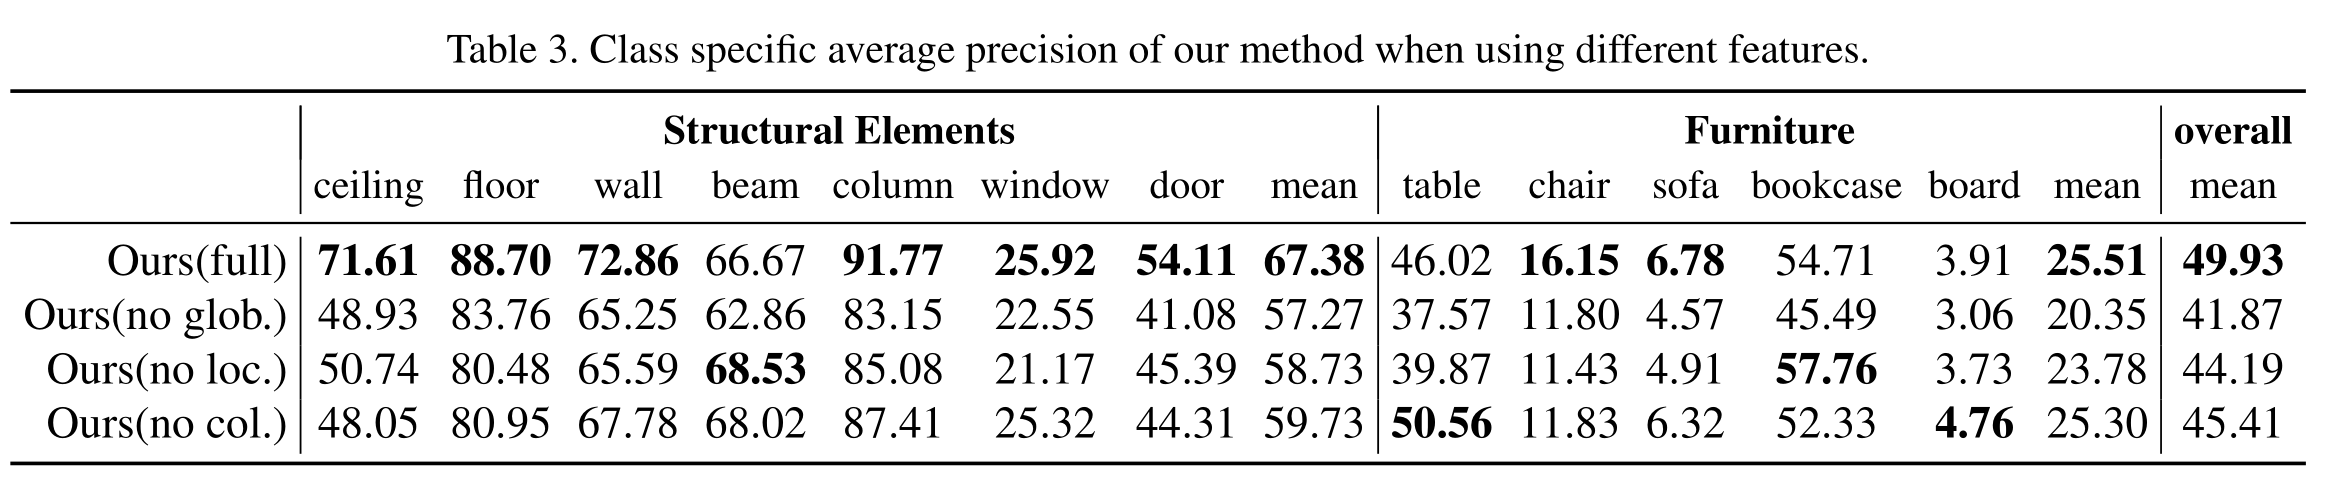 Table 3. Class specific average precision of our method when using different features.
Structural Elements Furniture overall
ceiling floor wall beam column window door mean table chair sofa bookcase board mean mean
Ours(full) 71.61 88.70 72.86 66.67 91.77 25.92 54.11 67.38 46.02 16.15 6.78 54.71 3.91 25.51 49.93
Ours(no glob.) 48.93 83.76 65.25 62.86 83.15 22.55 41.08 57.27 37.57 11.80 4.57 45.49 3.06 20.35 41.87
Ours(no loc.) 50.74 80.48 65.59 68.53 85.08 21.17 45.39 58.73 39.87 11.43 4.91 57.76 3.73 23.78 44.19
Ours(no col.) 48.05 80.95 67.78 68.02 87.41 25.32 44.31 59.73 50.56 11.83 6.32 52.33 4.76 25.30 45.41